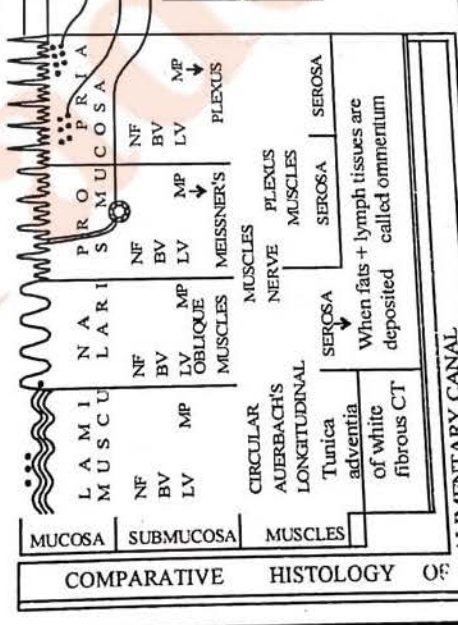 LAMINA PROPRIA
MUSCULARIS MUCOSA
NF
BV
LV
MP
NF
BV
LV
MP
OBLIQUE
MUSCLES
NF
BV
LV
MP
MEISSNER'S
NF
BV
LV
MP
PLEXUS
CIRCULAR
MUSCLES
AUERBACH'S
NERVE
PLEXUS
LONGITUDINAL
MUSCLES
Tunica
adventia
of white
fibrous CT
SEROSA
SEROSA
SEROSA
When fats + lymph tissues are
called ommentum
deposited
MUCOSA
SUBMUCOSA
MUSCLES
COMPARATIVE HISTOLOGY OF
ALIMENTARY CANAL